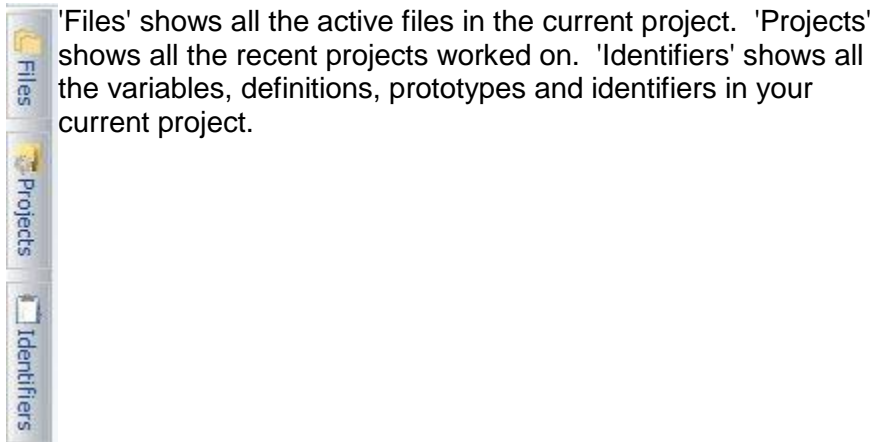 'Files' shows all the active files in the current project.  'Projects'
shows all the recent projects worked on.  'Identifiers' shows all
the variables, definitions, prototypes and identifiers in your
current project.
Files
Projects
Identifiers